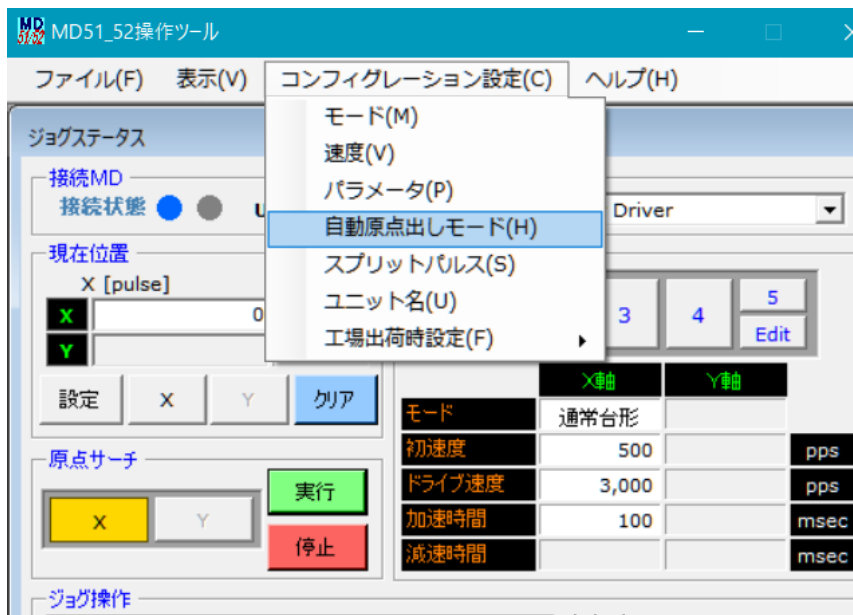 MD51_52操作ツール
ファイル(F) 表示(V) コンフィグレーション設定(C) ヘルプ(H)
モード(M)
速度(V)
パラメータ(P)
自動原点出しモード(H)
スプリットパルス(S)
ユニット名(U)
工場出荷時設定(F)
ジョグステータス
接続MD
接続状態 U
Driver
現在位置
X [pulse]
X 0
Y
設定 X Y クリア
3 4 5
Edit
X軸 Y軸
モード 通常台形
初速度 500 pps
ドライブ速度 3,000 pps
加速時間 100 msec
減速時間 msec
原点サーチ
X Y
実行
停止
ジョグ操作